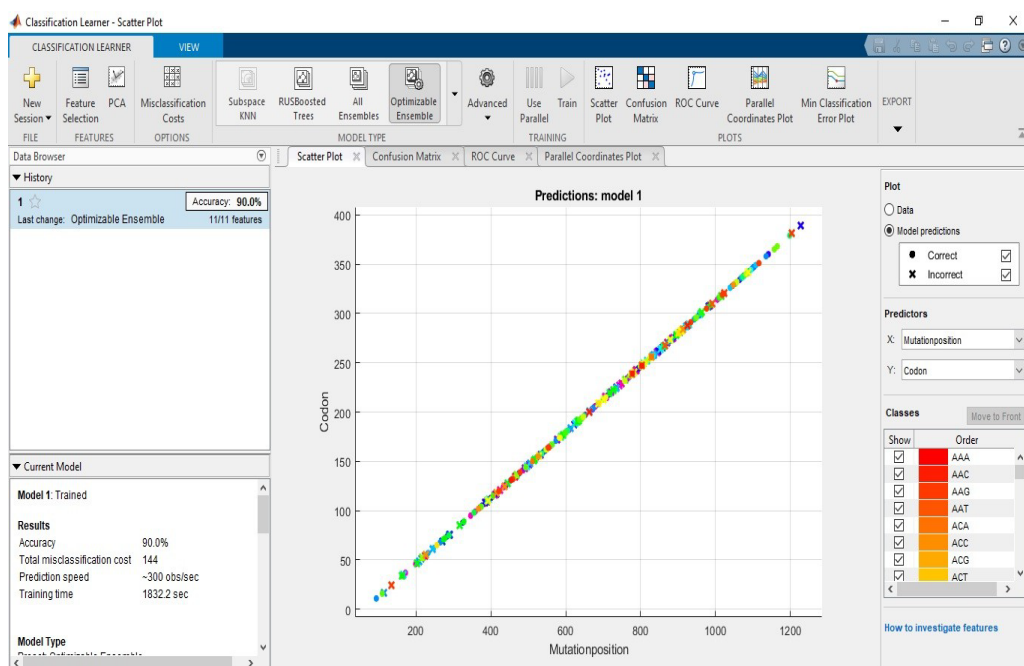 Classification Learner - Scatter Plot
CLASSIFICATION LEARNER
VIEW
New Session
Feature Selection
PCA
Misclassification Costs
Subspace KNN
RUSBoosted Trees
All Ensembles
Optimizable Ensemble
Advanced
Use Parallel
Train
Scatter Plot
Confusion Matrix
ROC Curve
Parallel Coordinates Plot
Min Classification Error Plot
EXPORT
FILE
FEATURES
OPTIONS
MODEL TYPE
TRAINING
PLOTS
Data Browser
Scatter Plot
Confusion Matrix
ROC Curve
Parallel Coordinates Plot
History
1
Accuracy: 90.0%
Last change: Optimizable Ensemble
11/11 features
Current Model
Model 1: Trained
Results
Accuracy 90.0%
Total misclassification cost 144
Prediction speed ~300 obs/sec
Training time 1832.2 sec
Model Type
Predictions: model 1
400
350
300
250
200
150
100
50
0
Codon
200 400 600 800 1000 1200
Mutationposition
Plot
Data
Model predictions
Correct
Incorrect
Predictors
X: Mutationposition
Y: Codon
Classes
Move to Front
Show Order
AAA
AAC
AAG
AAT
ACA
ACC
ACG
ACT
How to investigate features